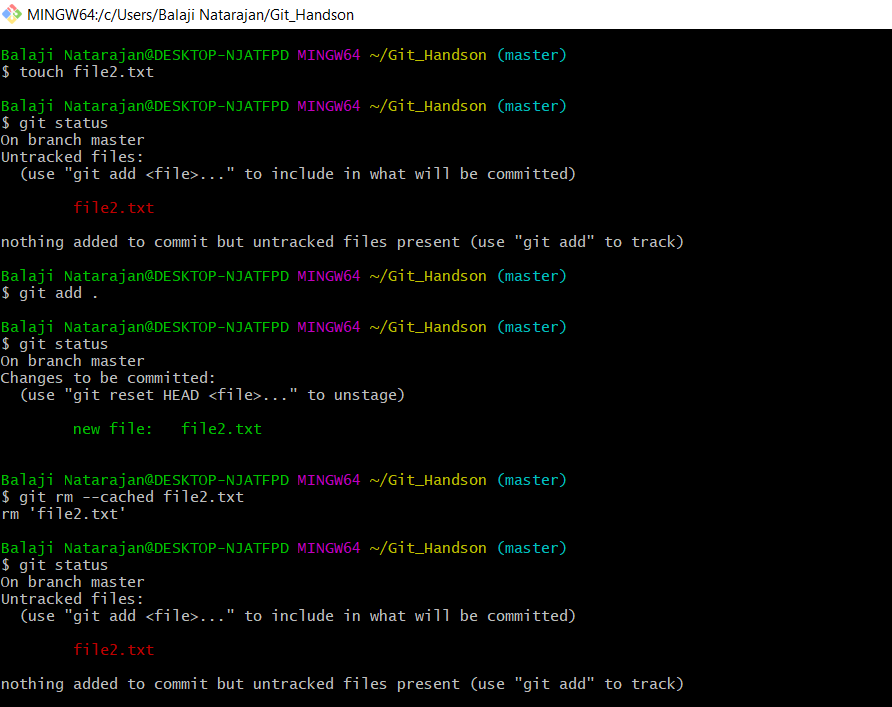 MINGW64:/c/Users/Balaji Natarajan/Git_Handson
Balaji Natarajan@DESKTOP-NJATFPD MINGW64 ~/Git_Handson (master)
$ touch file2.txt
Balaji Natarajan@DESKTOP-NJATFPD MINGW64 ~/Git_Handson (master)
$ git status
On branch master
Untracked files:
  (use "git add <file>..." to include in what will be committed)
        file2.txt
nothing added to commit but untracked files present (use "git add" to track)
Balaji Natarajan@DESKTOP-NJATFPD MINGW64 ~/Git_Handson (master)
$ git add .
Balaji Natarajan@DESKTOP-NJATFPD MINGW64 ~/Git_Handson (master)
$ git status
On branch master
Changes to be committed:
  (use "git reset HEAD <file>..." to unstage)
        new file:   file2.txt
Balaji Natarajan@DESKTOP-NJATFPD MINGW64 ~/Git_Handson (master)
$ git rm --cached file2.txt
rm 'file2.txt'
Balaji Natarajan@DESKTOP-NJATFPD MINGW64 ~/Git_Handson (master)
$ git status
On branch master
Untracked files:
  (use "git add <file>..." to include in what will be committed)
        file2.txt
nothing added to commit but untracked files present (use "git add" to track)